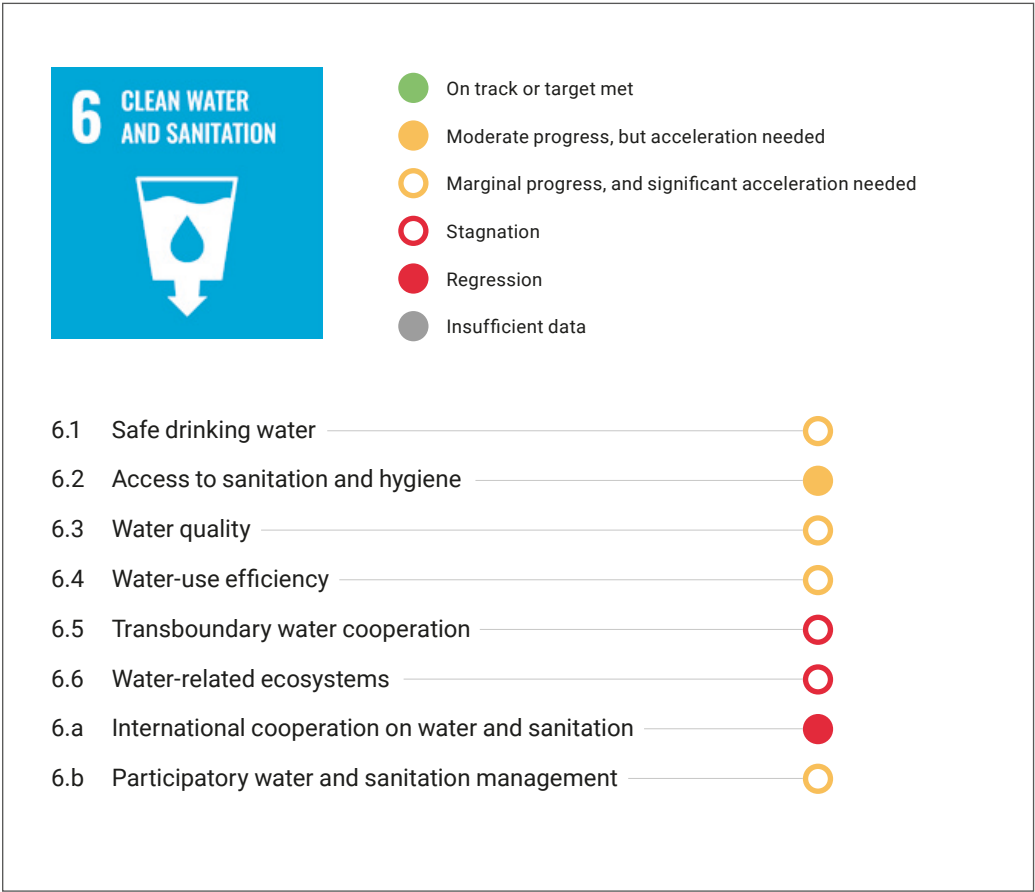 6 CLEAN WATER
AND SANITATION
On track or target met
Moderate progress, but acceleration needed
Marginal progress, and significant acceleration needed
Stagnation
Regression
Insufficient data
6.1 Safe drinking water
6.2 Access to sanitation and hygiene
6.3 Water quality
6.4 Water-use efficiency
6.5 Transboundary water cooperation
6.6 Water-related ecosystems
6.a International cooperation on water and sanitation
6.b Participatory water and sanitation management